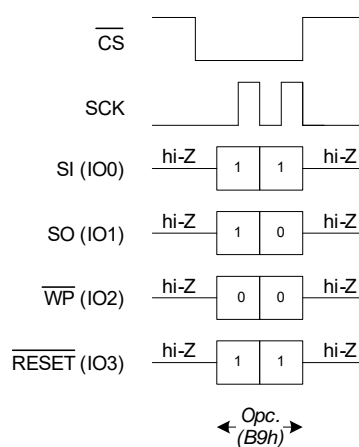 CS
SCK
hi-Z hi-Z
SI (IO0) 1 1
hi-Z hi-Z
SO (IO1) 1 0
hi-Z hi-Z
WP (IO2) 0 0
hi-Z hi-Z
RESET (IO3) 1 1
Opc.
(B9h)